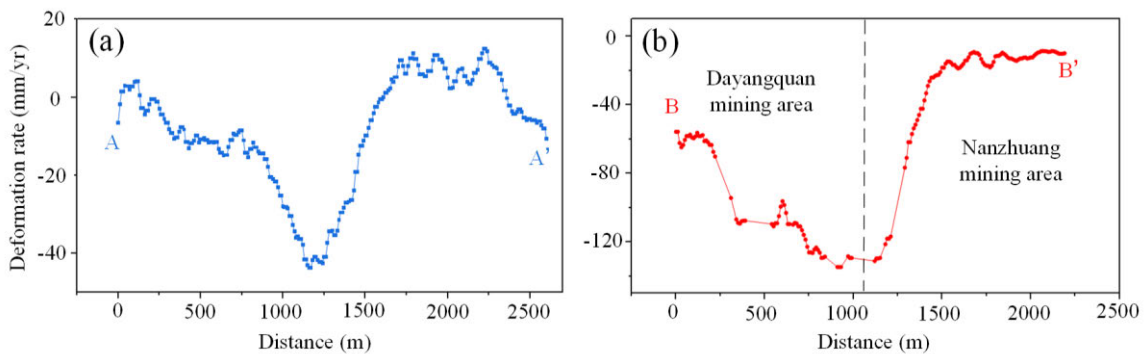 (a)
Deformation rate (mm/yr)
20
0
-20
-40
A
A'
0
500
1000
1500
2000
2500
Distance (m)
(b)
0
-40
-80
-120
B
Dayangquan
mining area
B'
Nanzhuang
mining area
0
500
1000
1500
2000
2500
Distance (m)